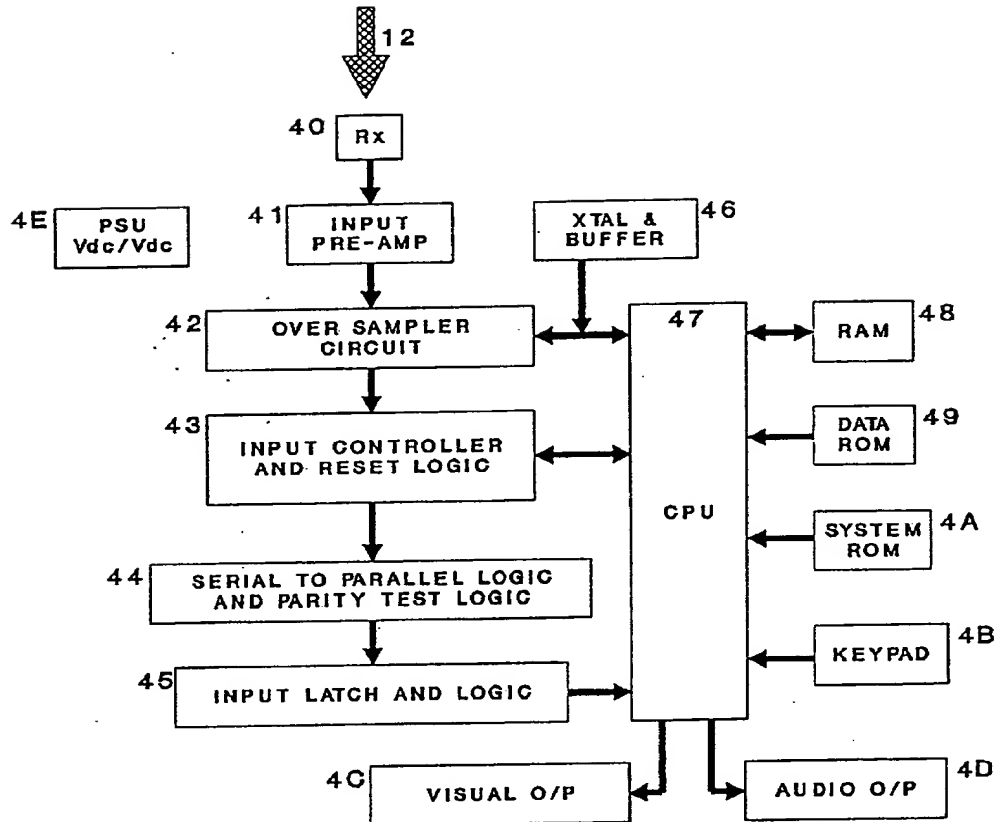 12
40
Rx
4E
PSU
Vdc/Vdc
41
INPUT
PRE-AMP
XTAL &
BUFFER
46
42
OVER SAMPLER
CIRCUIT
47
RAM
48
43
INPUT CONTROLLER
AND RESET LOGIC
DATA
ROM
49
CPU
SYSTEM
ROM
4A
44
SERIAL TO PARALLEL LOGIC
AND PARITY TEST LOGIC
KEYPAD
4B
45
INPUT LATCH AND LOGIC
4C
VISUAL O/P
AUDIO O/P
4D